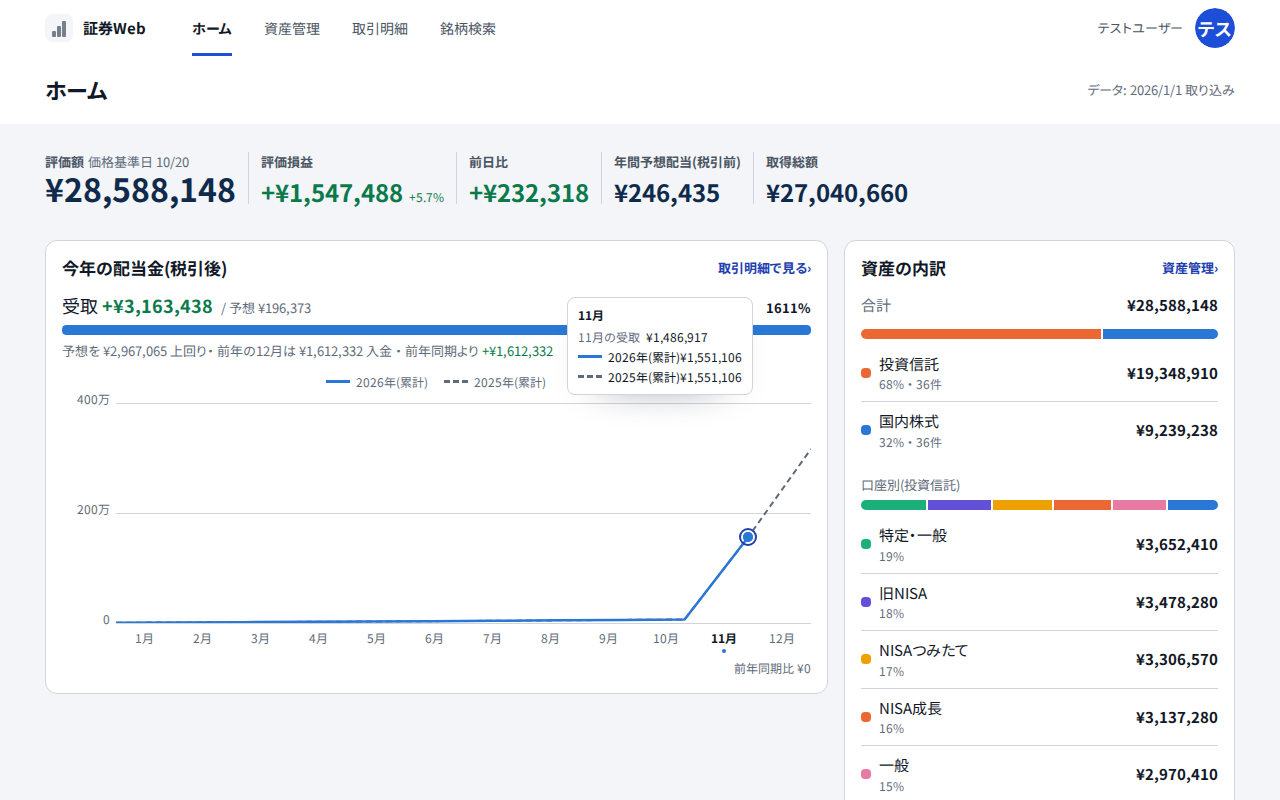 証券Web
ホーム
資産管理
取引明細
銘柄検索
テストユーザー
テス
ホーム
データ: 2026/1/1 取り込み
評価額 価格基準日 10/20
¥28,588,148
評価損益
+¥1,547,488 +5.7%
前日比
+¥232,318
年間予想配当(税引前)
¥246,435
取得総額
¥27,040,660
今年の配当金(税引後)
取引明細で見る›
受取 +¥3,163,438 / 予想 ¥196,373
1611%
予想を ¥2,967,065 上回り・前年の12月は ¥1,612,332 入金・前年同期より +¥1,612,332
11月
11月の受取 ¥1,486,917
2026年(累計)¥1,551,106
2025年(累計)¥1,551,106
2026年(累計)
2025年(累計)
400万
200万
0
1月
2月
3月
4月
5月
6月
7月
8月
9月
10月
11月
12月
前年同期比 ¥0
資産の内訳
資産管理›
合計
¥28,588,148
投資信託
¥19,348,910
68%・36件
国内株式
¥9,239,238
32%・36件
口座別(投資信託)
特定・一般
¥3,652,410
19%
旧NISA
¥3,478,280
18%
NISAつみたて
¥3,306,570
17%
NISA成長
¥3,137,280
16%
一般
¥2,970,410
15%